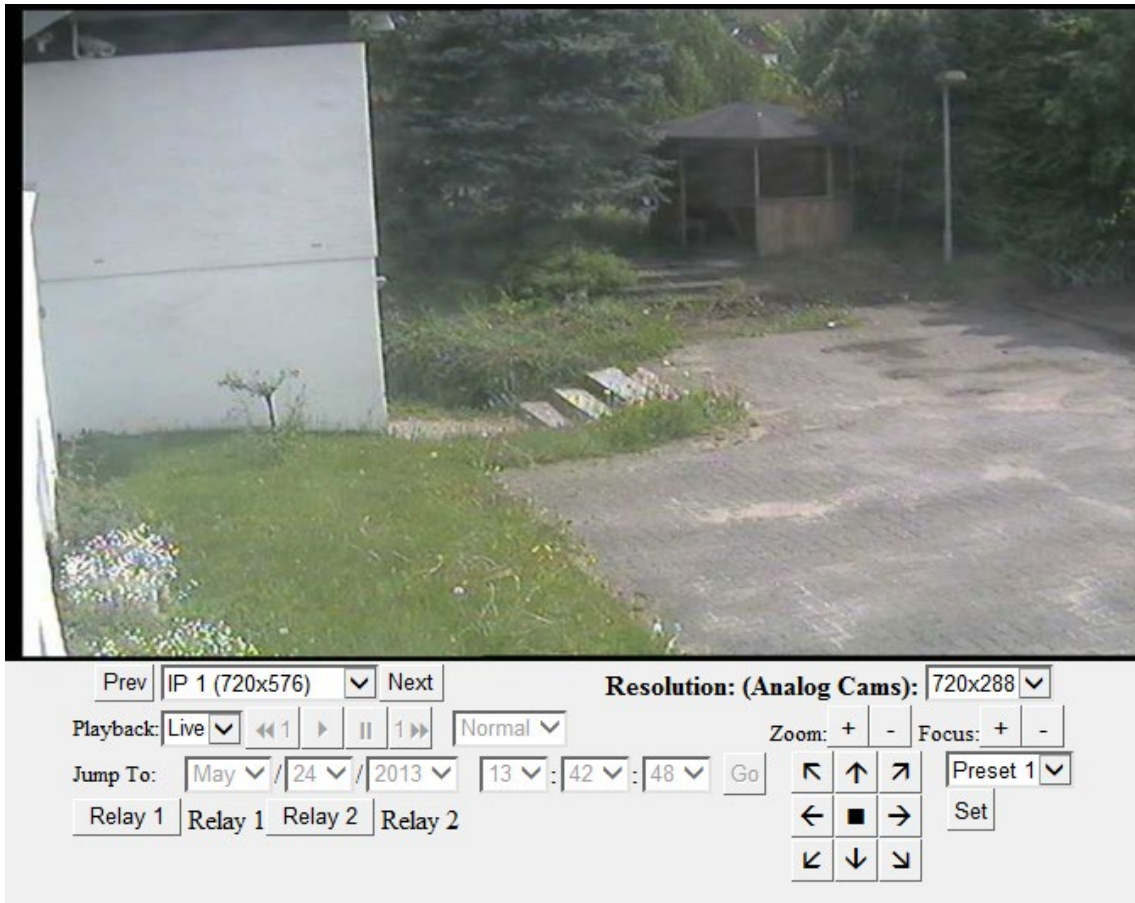 Prev IP 1 (720x576) Next Resolution: (Analog Cams): 720x288
Playback: Live 1 1 Normal Zoom: + - Focus: + -
Jump To: May / 24 / 2013 13 : 42 : 48 Go Preset 1
Relay 1 Relay 1 Relay 2 Relay 2 Set